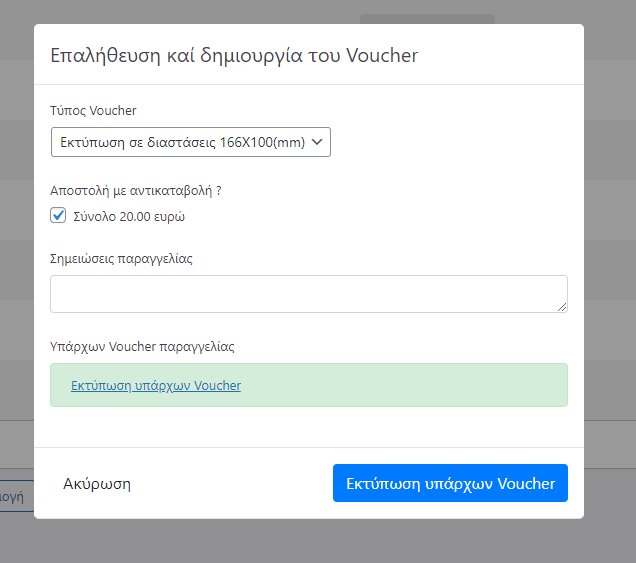 Επαλήθευση καί δημιουργία του Voucher
Τύπος Voucher
Εκτύπωση σε διαστάσεις 166X100(mm)
Αποστολή με αντικαταβολή ?
Σύνολο 20.00 ευρώ
Σημειώσεις παραγγελίας
Υπάρχων Voucher παραγγελίας
Εκτύπωση υπάρχων Voucher
Ακύρωση
Εκτύπωση υπάρχων Voucher